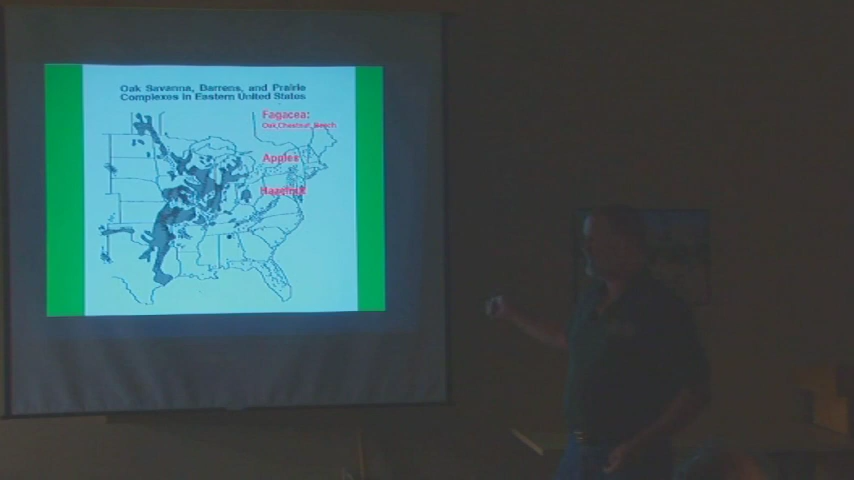 Oak Savanna, Barrens, and Prairie
Complexes in Eastern United States
Fagacea:
Oak, Chestnut, Beech
Apples
Hazelnut